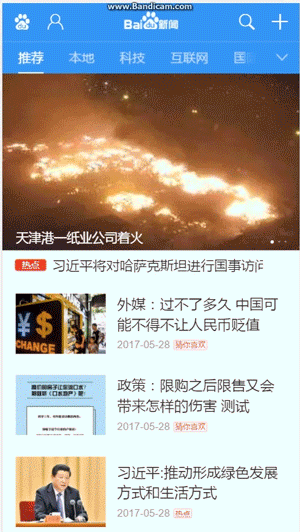 www.Bandicam.com
Bai新闻
推荐 本地 科技 互联网 国
天津港一纸业公司着火
热点 习近平将对哈萨克斯坦进行国事访问
外媒：过不了多久 中国可
能不得不让人民币贬值
2017-05-28 猜你喜欢
CHANGE
政策：限购之后限售又会
带来怎样的伤害 测试
2017-05-28 猜你喜欢
习近平:推动形成绿色发展
方式和生活方式
2017-05-28 热点